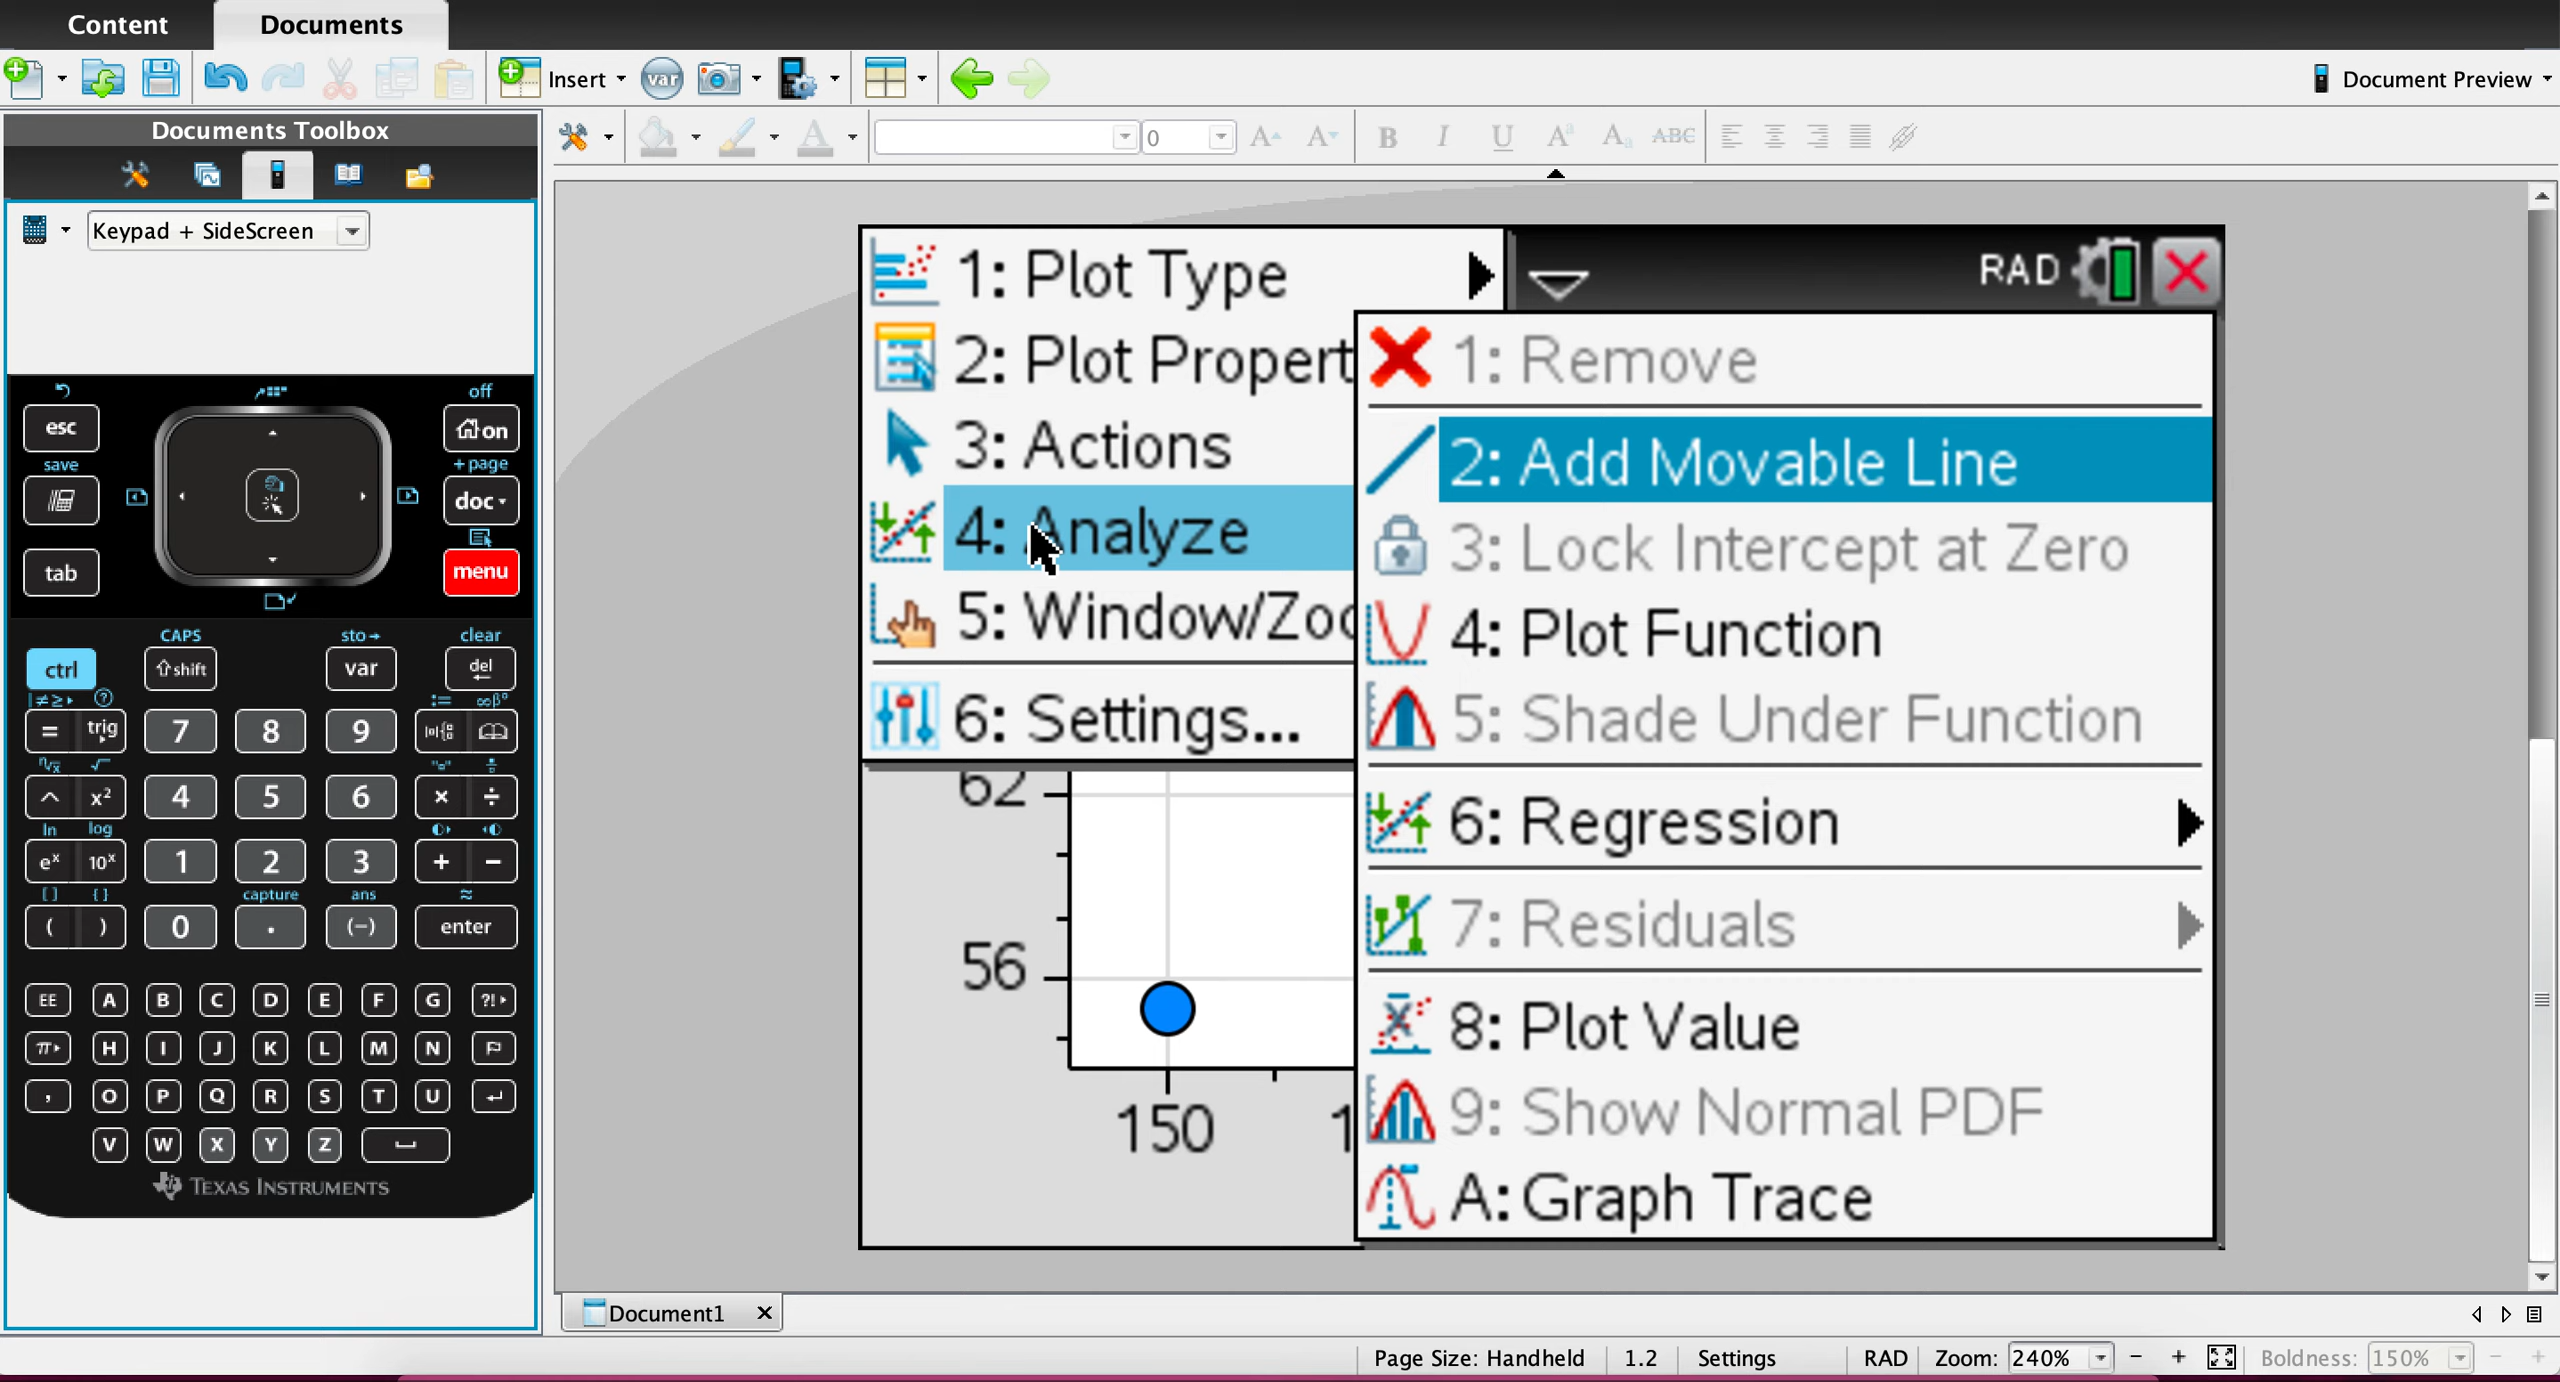 Content
Documents
Insert
var
Document Preview
Documents Toolbox
0
A
A
A
B
I
U
A
A
ABC
Keypad + SideScreen
off
esc
on
save
+ page
doc
tab
menu
CAPS
sto
clear
ctrl
shift
var
del
= trig 7 8 9
^ x² 4 5 6 × ÷
ln log
eˣ 10ˣ 1 2 3 + −
[ ] { } capture ans ≈
( ) 0 . (−) enter
EE A B C D E F G ?!
π H I J K L M N
, O P Q R S T U
V W X Y Z
TEXAS INSTRUMENTS
1: Plot Type
2: Plot Propert
3: Actions
4: Analyze
5: Window/Zoo
6: Settings...
RAD
1: Remove
2: Add Movable Line
3: Lock Intercept at Zero
4: Plot Function
5: Shade Under Function
6: Regression
7: Residuals
8: Plot Value
9: Show Normal PDF
A: Graph Trace
62
56
150
1
Document1
Page Size: Handheld
1.2
Settings
RAD
Zoom: 240%
− +
Boldness: 150%
− +